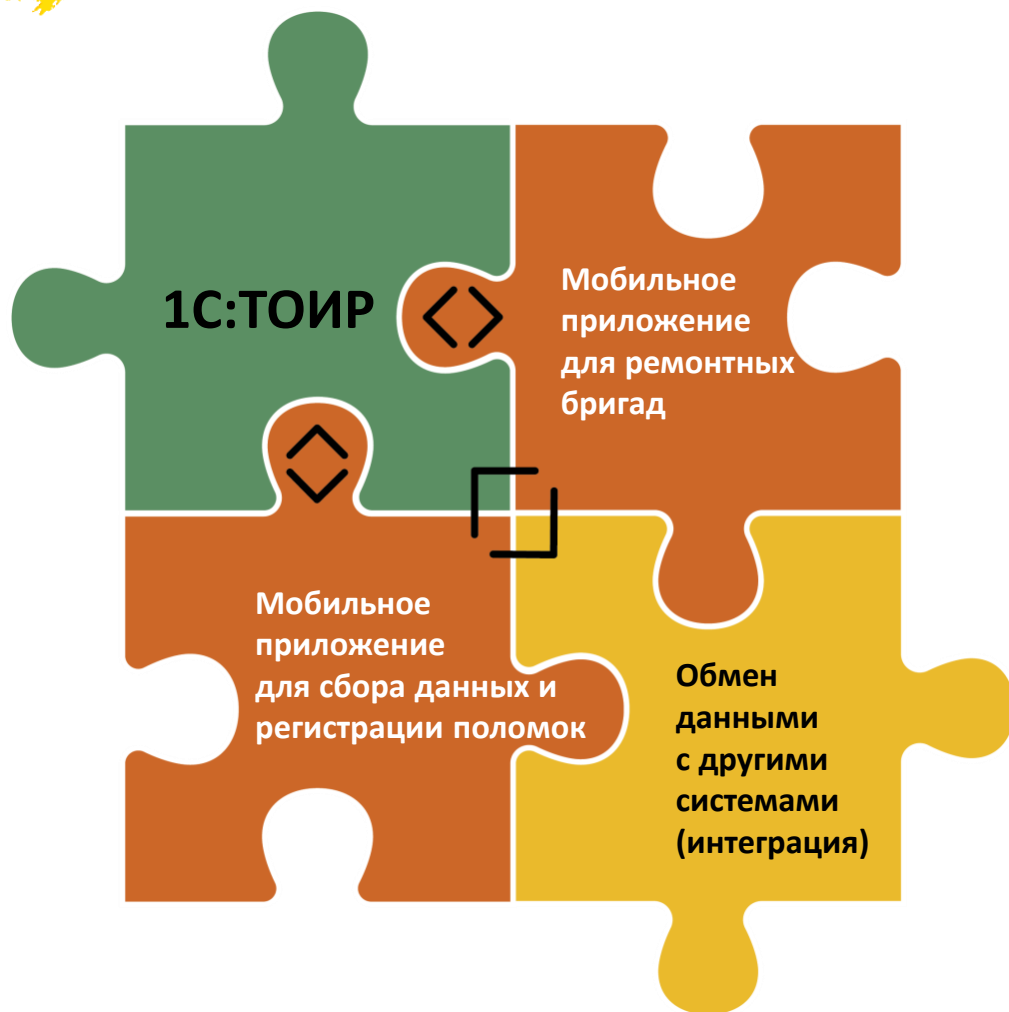 1С:ТОИР
Мобильное
приложение
для ремонтных
бригад
Мобильное
приложение
для сбора данных и
регистрации поломок
Обмен
данными
с другими
системами
(интеграция)